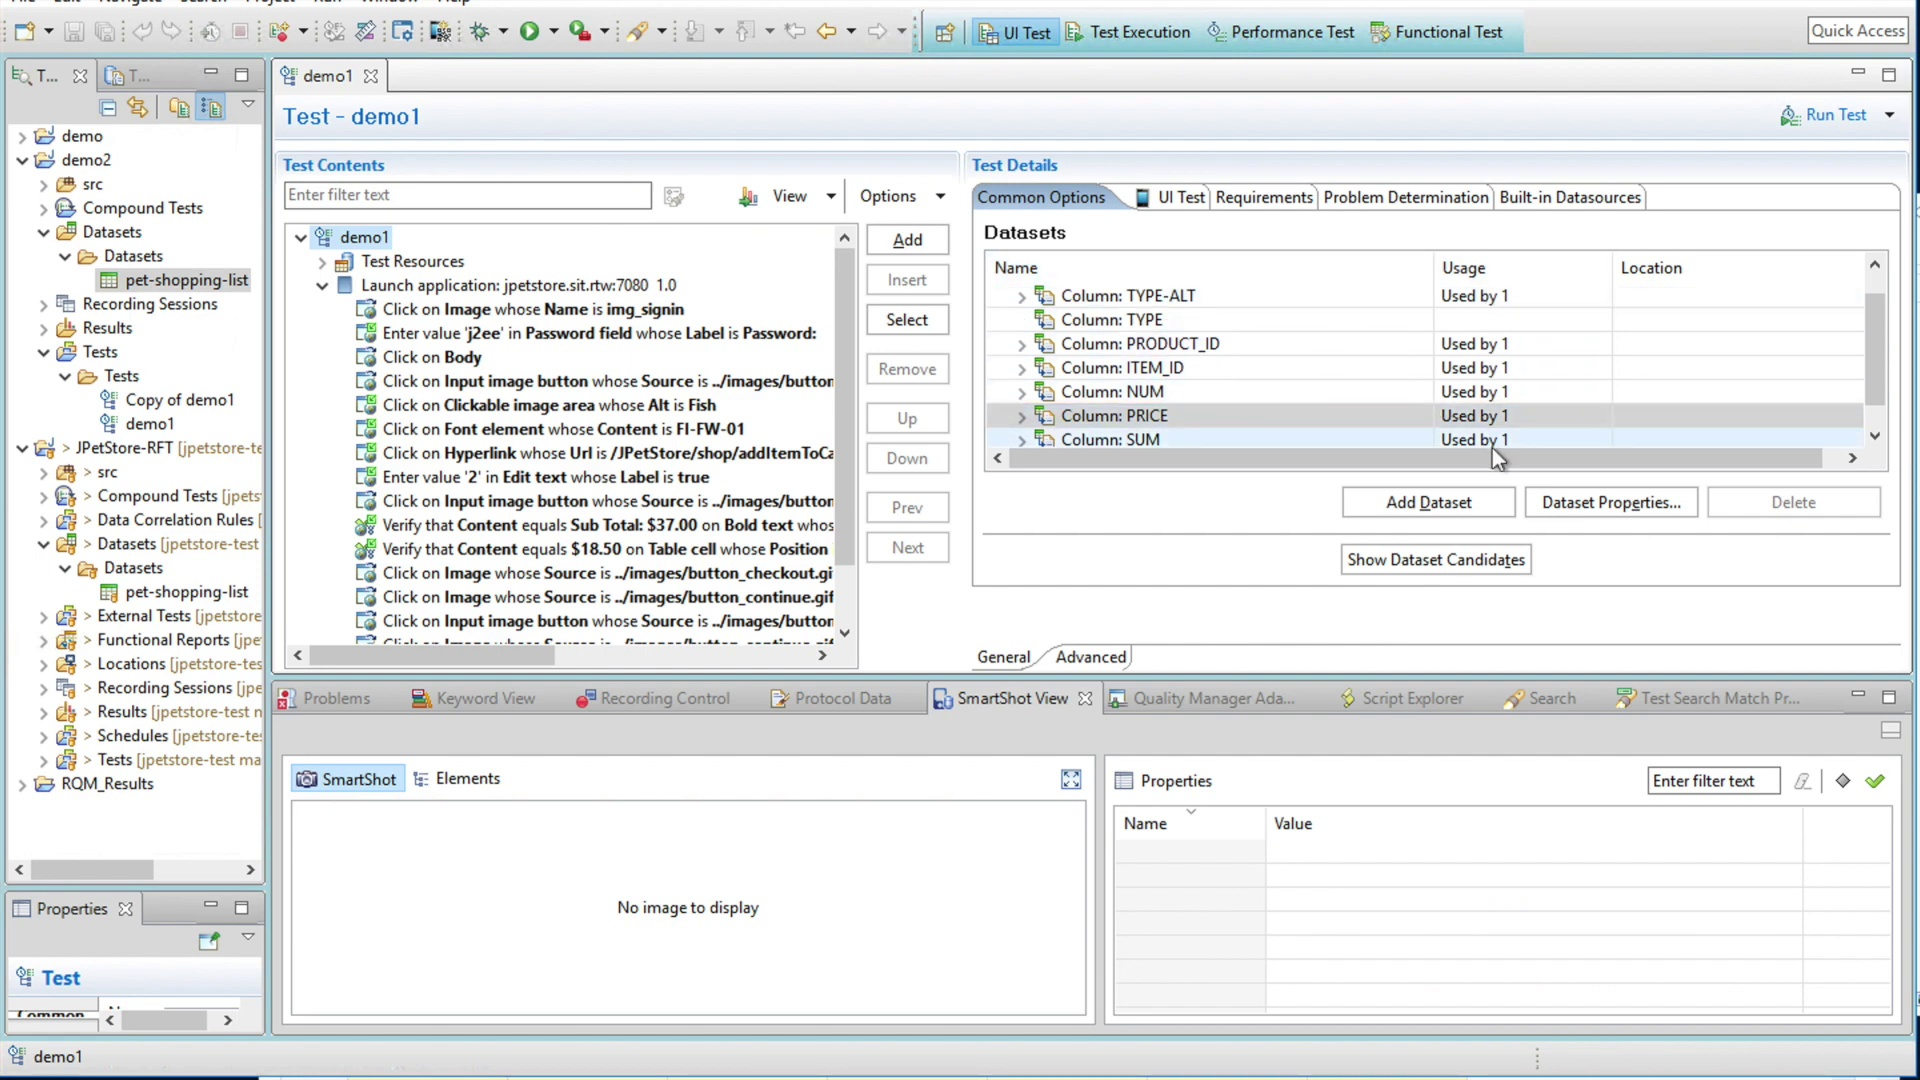 UI Test
Test Execution
Performance Test
Functional Test
Quick Access
T...
T...
demo
demo2
src
Compound Tests
Datasets
Datasets
pet-shopping-list
Recording Sessions
Results
Tests
Tests
Copy of demo1
demo1
> JPetStore-RFT (jpetstore-te
> src
> Compound Tests [jpets
> Data Correlation Rules [
> Datasets [jpetstore-test
Datasets
pet-shopping-list
> External Tests [jpetstore
> Functional Reports [jpe
> Locations [jpetstore-tes
> Recording Sessions [jpe
> Results [jpetstore-test n
> Schedules [jpetstore-te
> Tests [jpetstore-test ma
RQM_Results
Properties
Test
Common
demo1
Test - demo1
Run Test
Test Contents
Enter filter text
View
Options
demo1
Test Resources
Launch application: jpetstore.sit.rtw:7080 1.0
Click on Image whose Name is img_signin
Enter value 'j2ee' in Password field whose Label is Password:
Click on Body
Click on Input image button whose Source is ../images/button
Click on Clickable image area whose Alt is Fish
Click on Font element whose Content is FI-FW-01
Click on Hyperlink whose Url is /JPetStore/shop/addItemToCa
Enter value '2' in Edit text whose Label is true
Click on Input image button whose Source is ../images/button
Verify that Content equals Sub Total: $37.00 on Bold text whos
Verify that Content equals $18.50 on Table cell whose Position
Click on Image whose Source is ../images/button_checkout.gi
Click on Image whose Source is ../images/button_continue.gif
Click on Input image button whose Source is ../images/button
Add
Insert
Select
Remove
Up
Down
Prev
Next
Test Details
Common Options
UI Test
Requirements
Problem Determination
Built-in Datasources
Datasets
Name Usage Location
Column: TYPE-ALT Used by 1
Column: TYPE
Column: PRODUCT_ID Used by 1
Column: ITEM_ID Used by 1
Column: NUM Used by 1
Column: PRICE Used by 1
Column: SUM Used by 1
Add Dataset
Dataset Properties...
Delete
Show Dataset Candidates
General
Advanced
Problems
Keyword View
Recording Control
Protocol Data
SmartShot View
Quality Manager Ada...
Script Explorer
Search
Test Search Match Pr...
SmartShot
Elements
No image to display
Properties
Enter filter text
Name Value
demo1